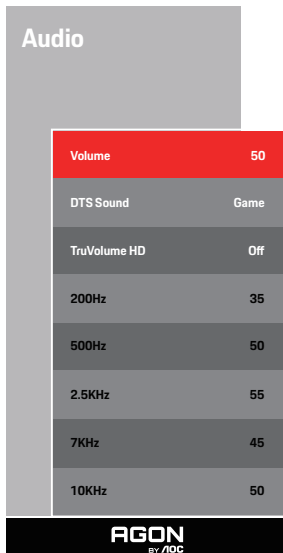 Audio
Volume 50
DTS Sound Game
TruVolume HD Off
200Hz 35
500Hz 50
2.5KHz 55
7KHz 45
10KHz 50
AGON
BY AOC